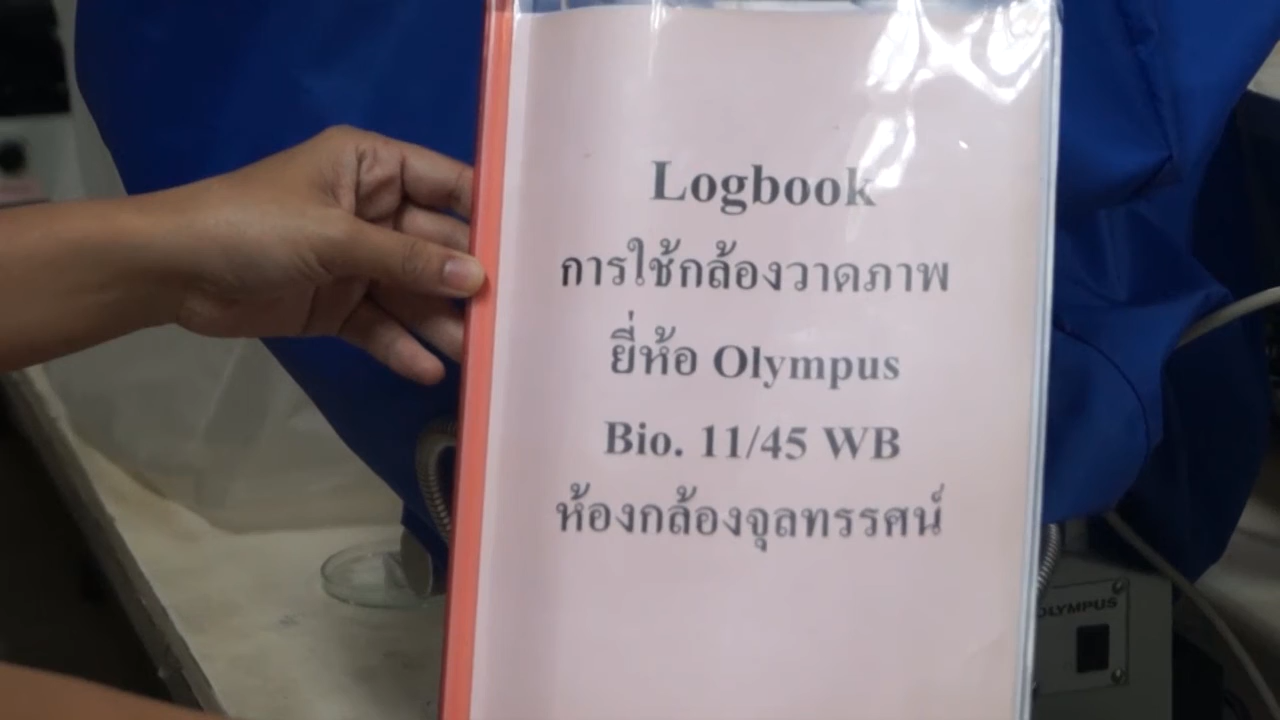 Logbook
การใช้กล้องวาดภาพ
ยี่ห้อ Olympus
Bio. 11/45 WB
ห้องกล้องจุลทรรศน์
OLYMPUS